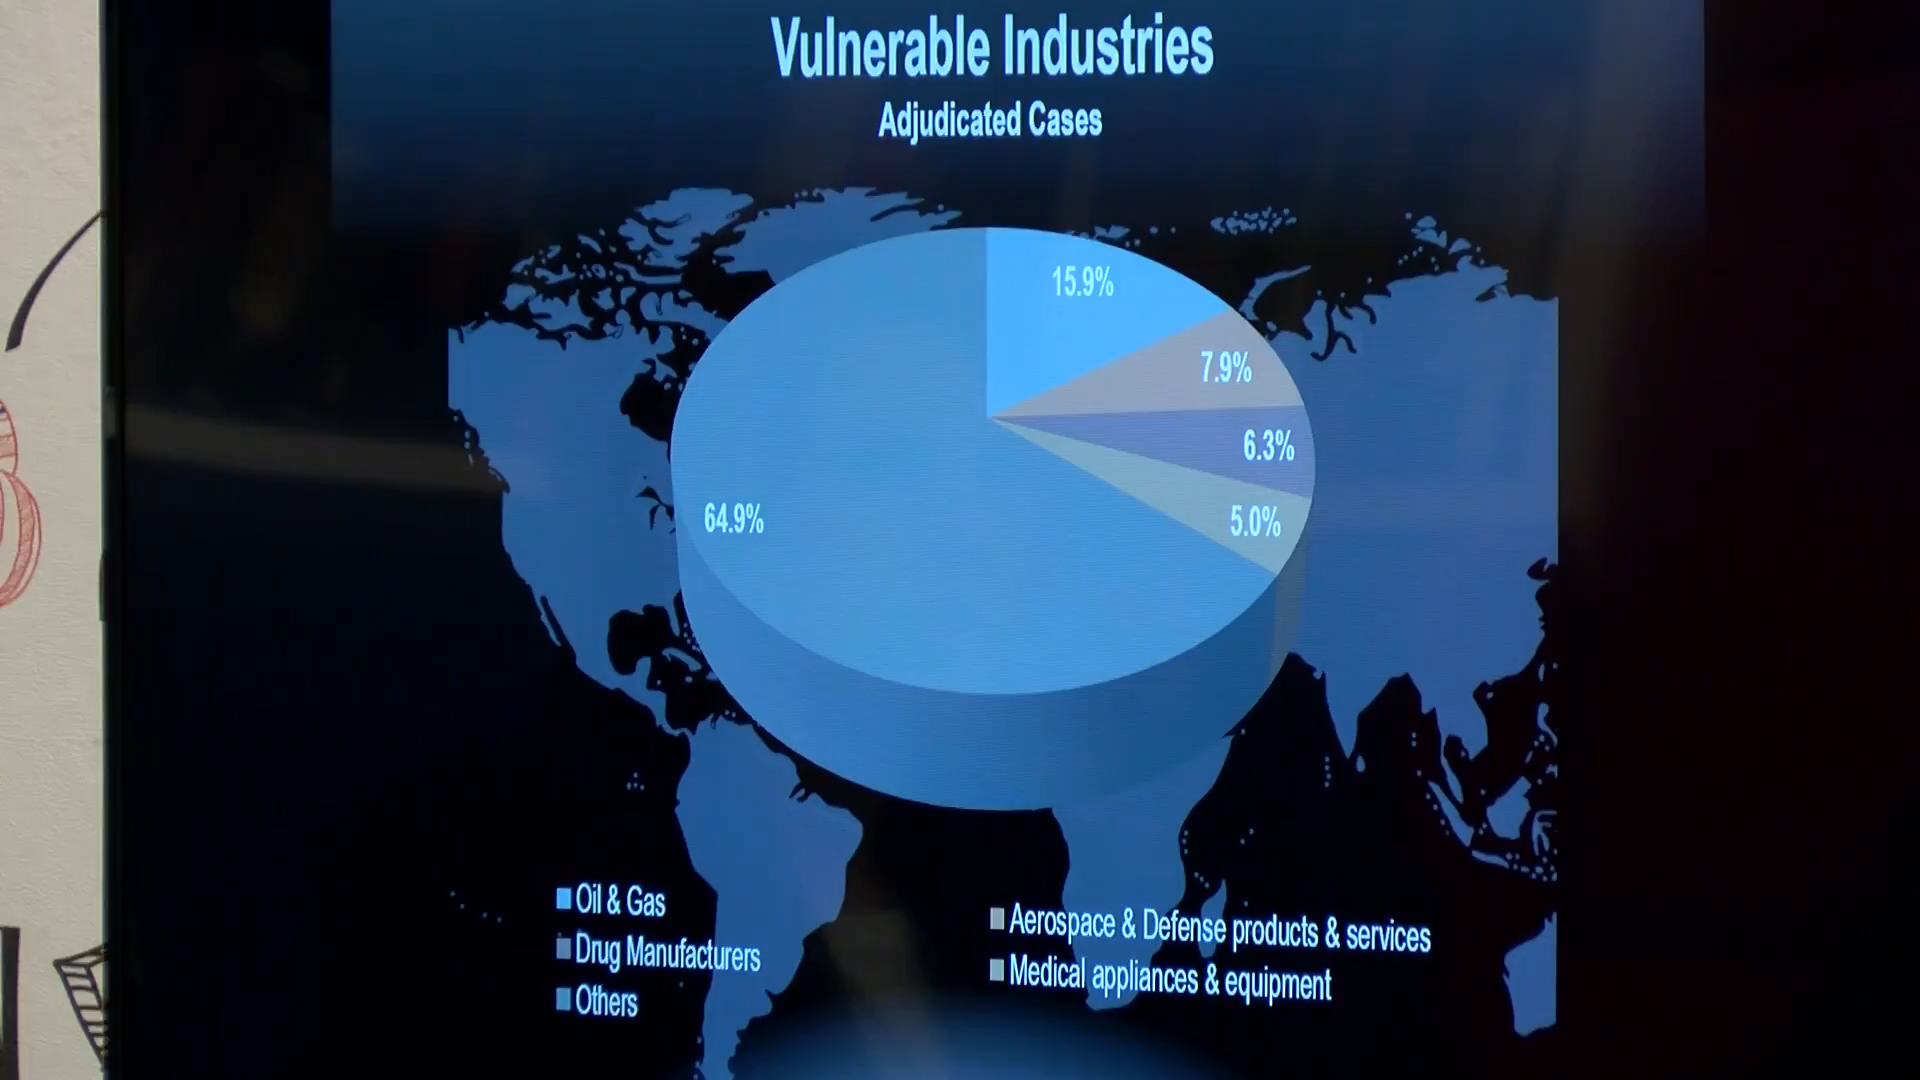 Vulnerable Industries
Adjudicated Cases
15.9%
7.9%
6.3%
5.0%
64.9%
Oil & Gas
Drug Manufacturers
Others
Aerospace & Defense products & services
Medical appliances & equipment